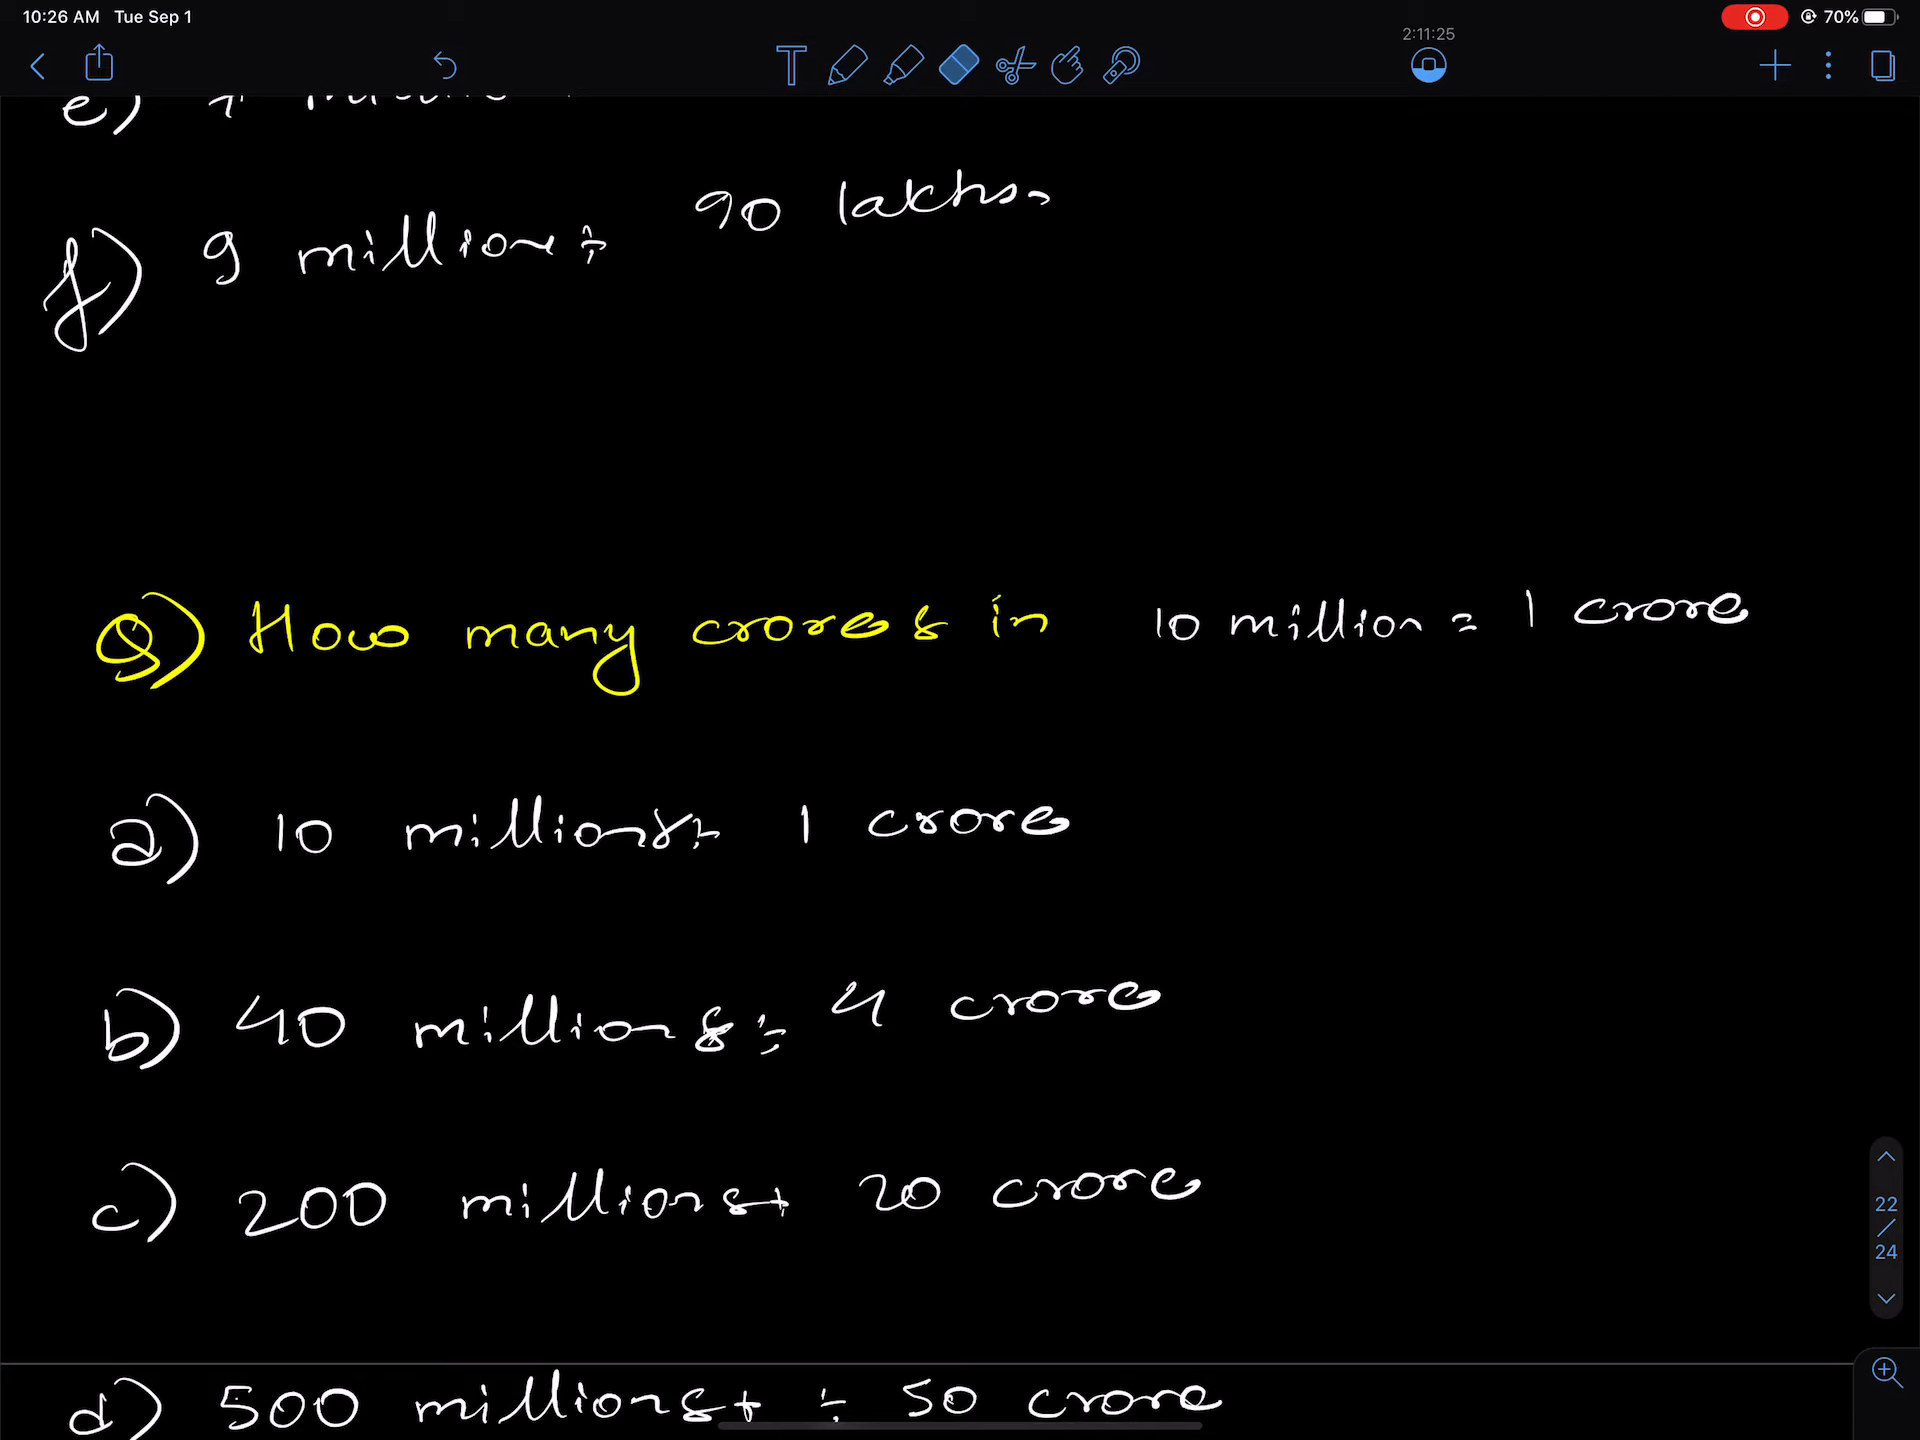 10:26 AM Tue Sep 1
70%
2:11:25
e)
f) 9 million = 90 lakhs.
Q) How many crores in 10 million = 1 crore
a) 10 millions = 1 crore
b) 40 millions = 4 crore
c) 200 millions = 20 crore
22
/
24
d) 500 millions = 50 crore